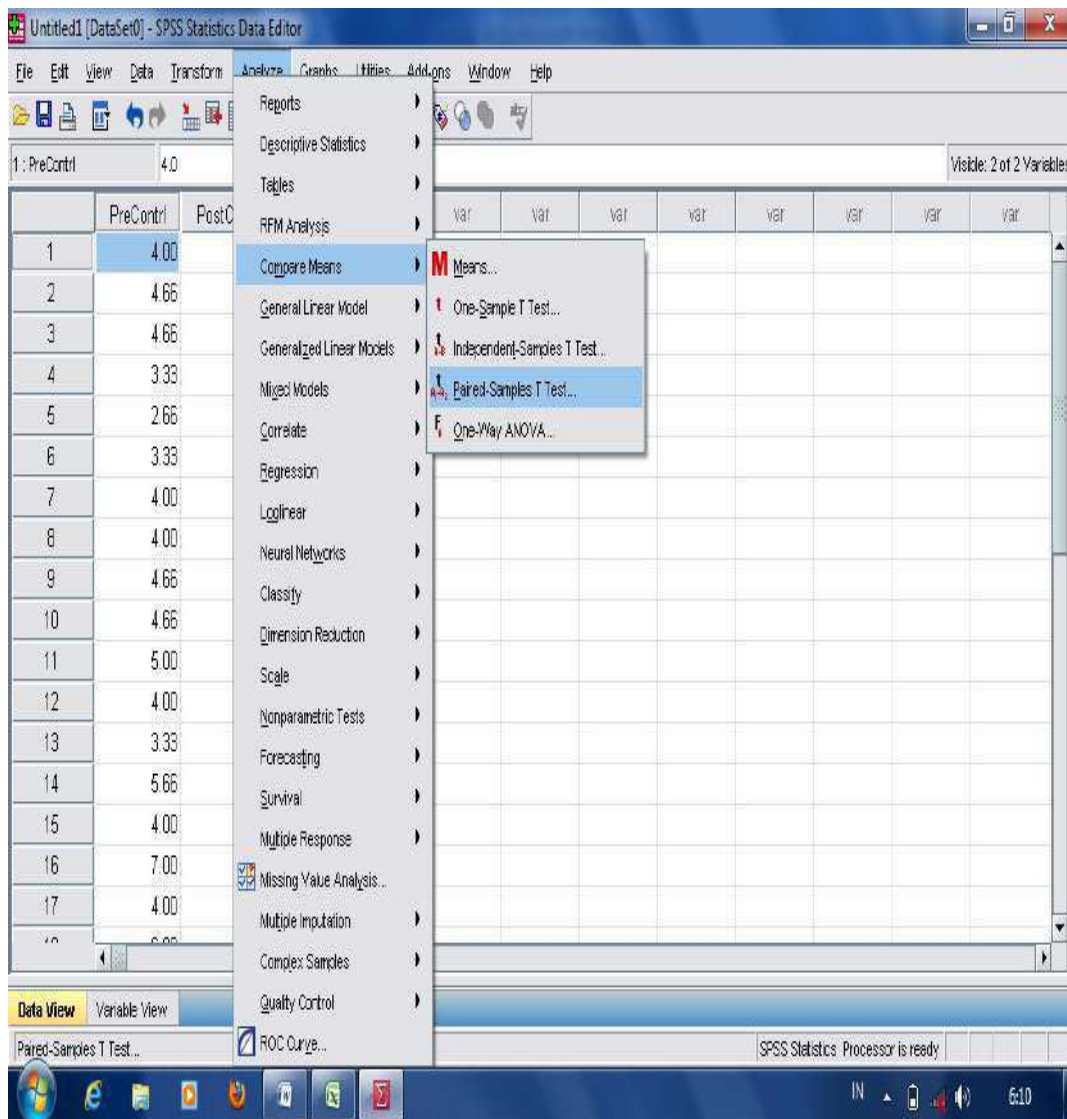 Untitled1 [DataSet0] - SPSS Statistics Data Editor
File Edit View Data Transform Analyze Graphs Utilities Add-ons Window Help
1 : PreContrl 4.0 Visible: 2 of 2 Variables
PreContrl PostC var var var var var var var var
1 4.00
2 4.66
3 4.66
4 3.33
5 2.66
6 3.33
7 4.00
8 4.00
9 4.66
10 4.66
11 5.00
12 4.00
13 3.33
14 5.66
15 4.00
16 7.00
17 4.00
Reports
Descriptive Statistics
Tables
RFM Analysis
Compare Means
General Linear Model
Generalized Linear Models
Mixed Models
Correlate
Regression
Loglinear
Neural Networks
Classify
Dimension Reduction
Scale
Nonparametric Tests
Forecasting
Survival
Multiple Response
Missing Value Analysis...
Multiple Imputation
Complex Samples
Quality Control
ROC Curve...
M Means...
t One-Sample T Test...
Independent-Samples T Test...
Paired-Samples T Test...
F One-Way ANOVA...
Data View Variable View
Paired-Samples T Test... SPSS Statistics Processor is ready
IN 6:10